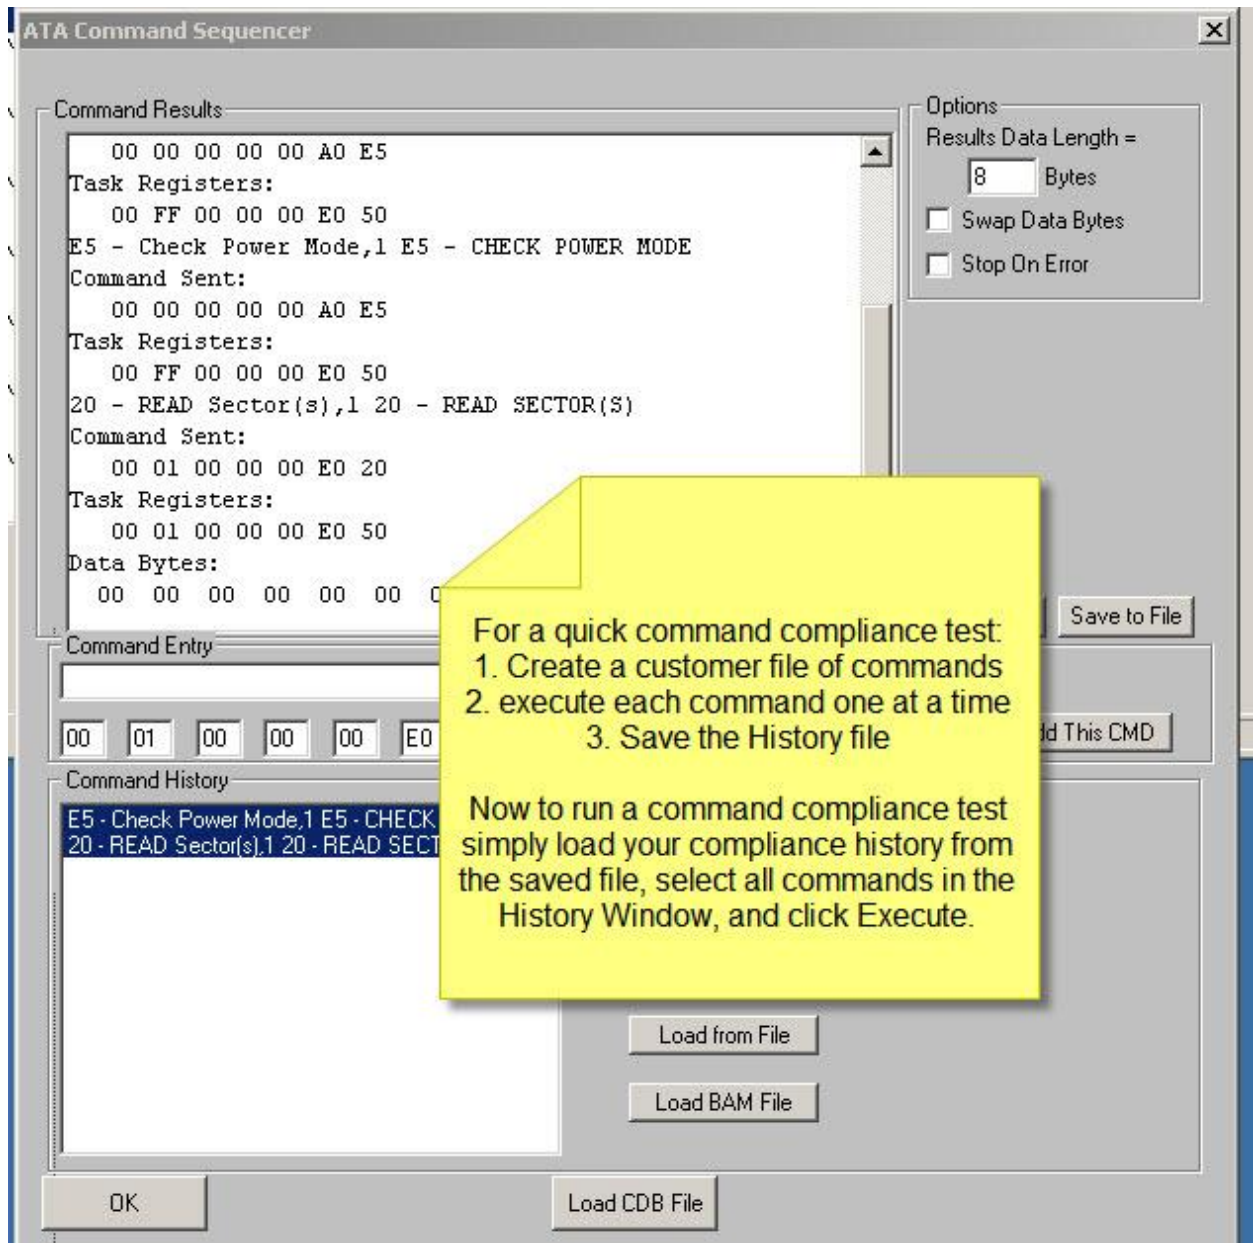 ATA Command Sequencer
Command Results
00 00 00 00 00 A0 E5
Task Registers:
00 FF 00 00 00 E0 50
E5 - Check Power Mode,1 E5 - CHECK POWER MODE
Command Sent:
00 00 00 00 00 A0 E5
Task Registers:
00 FF 00 00 00 E0 50
20 - READ Sector(s),1 20 - READ SECTOR(S)
Command Sent:
00 01 00 00 00 E0 20
Task Registers:
00 01 00 00 00 E0 50
Data Bytes:
00 00 00 00 00 00
Options
Results Data Length =
8 Bytes
Swap Data Bytes
Stop On Error
Save to File
Command Entry
00 01 00 00 00 E0
This CMD
Command History
E5 - Check Power Mode,1 E5 - CHECK
20 - READ Sector(s),1 20 - READ
For a quick command compliance test:
1. Create a customer file of commands
2. execute each command one at a time
3. Save the History file
Now to run a command compliance test
simply load your compliance history from
the saved file, select all commands in the
History Window, and click Execute.
Load from File
Load BAM File
OK
Load CDB File